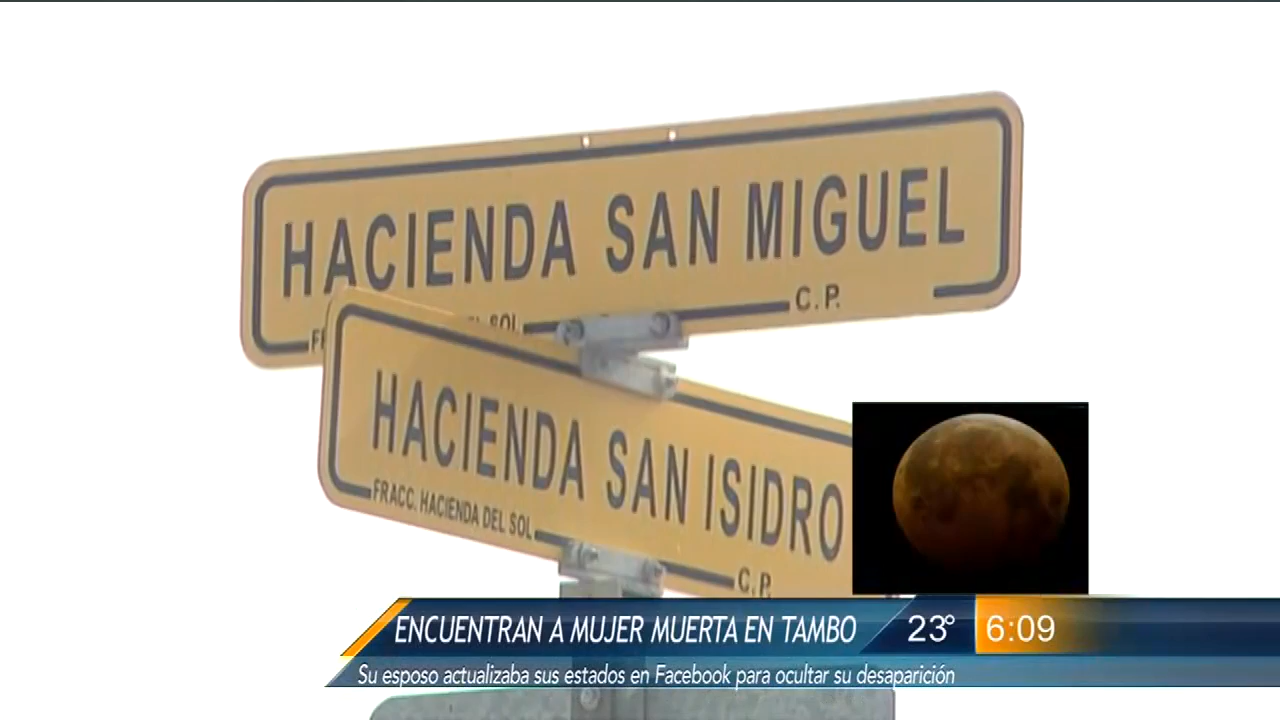 HACIENDA SAN MIGUEL
SOL
C.P.
HACIENDA SAN ISIDRO
FRACC. HACIENDA DEL SOL
C.P.
ENCUENTRAN A MUJER MUERTA EN TAMBO
23°
6:09
Su esposo actualizaba sus estados en Facebook para ocultar su desaparición